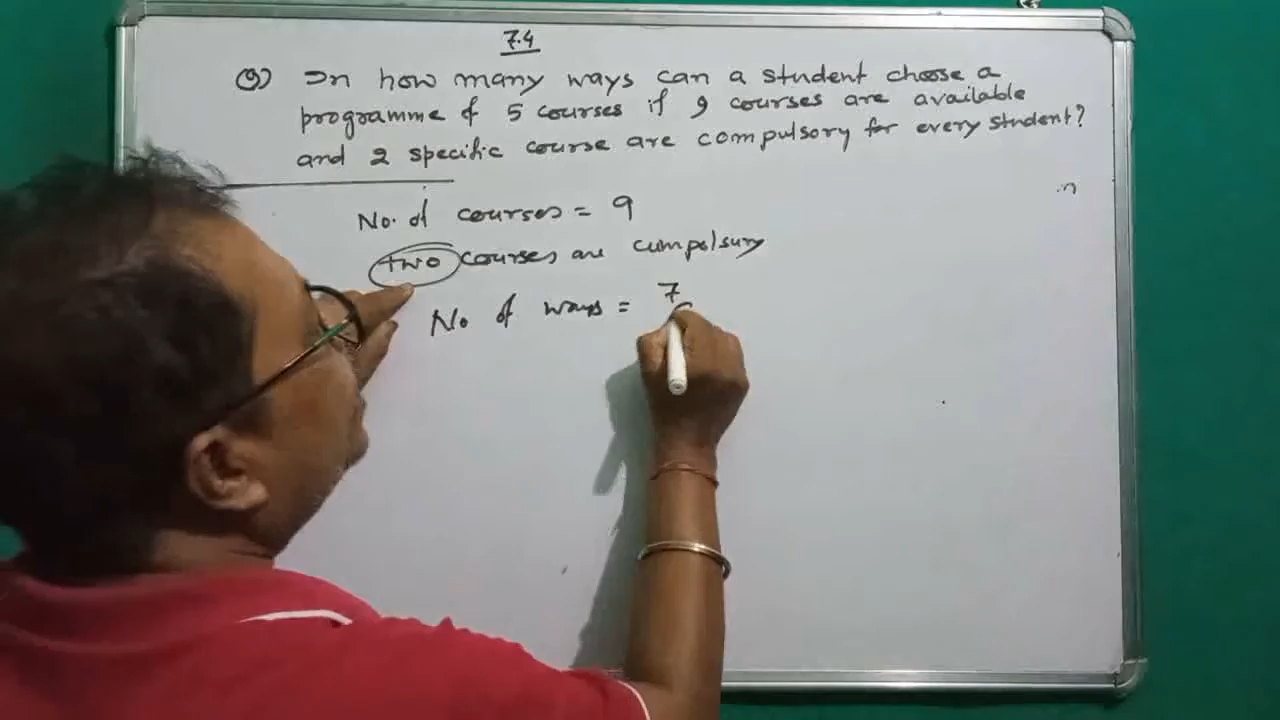 7.4
Q) In how many ways can a student choose a
programme of 5 courses if 9 courses are available
and 2 specific course are compulsory for every student?
No. of courses = 9
two courses are cumpolsury
No of ways = 7